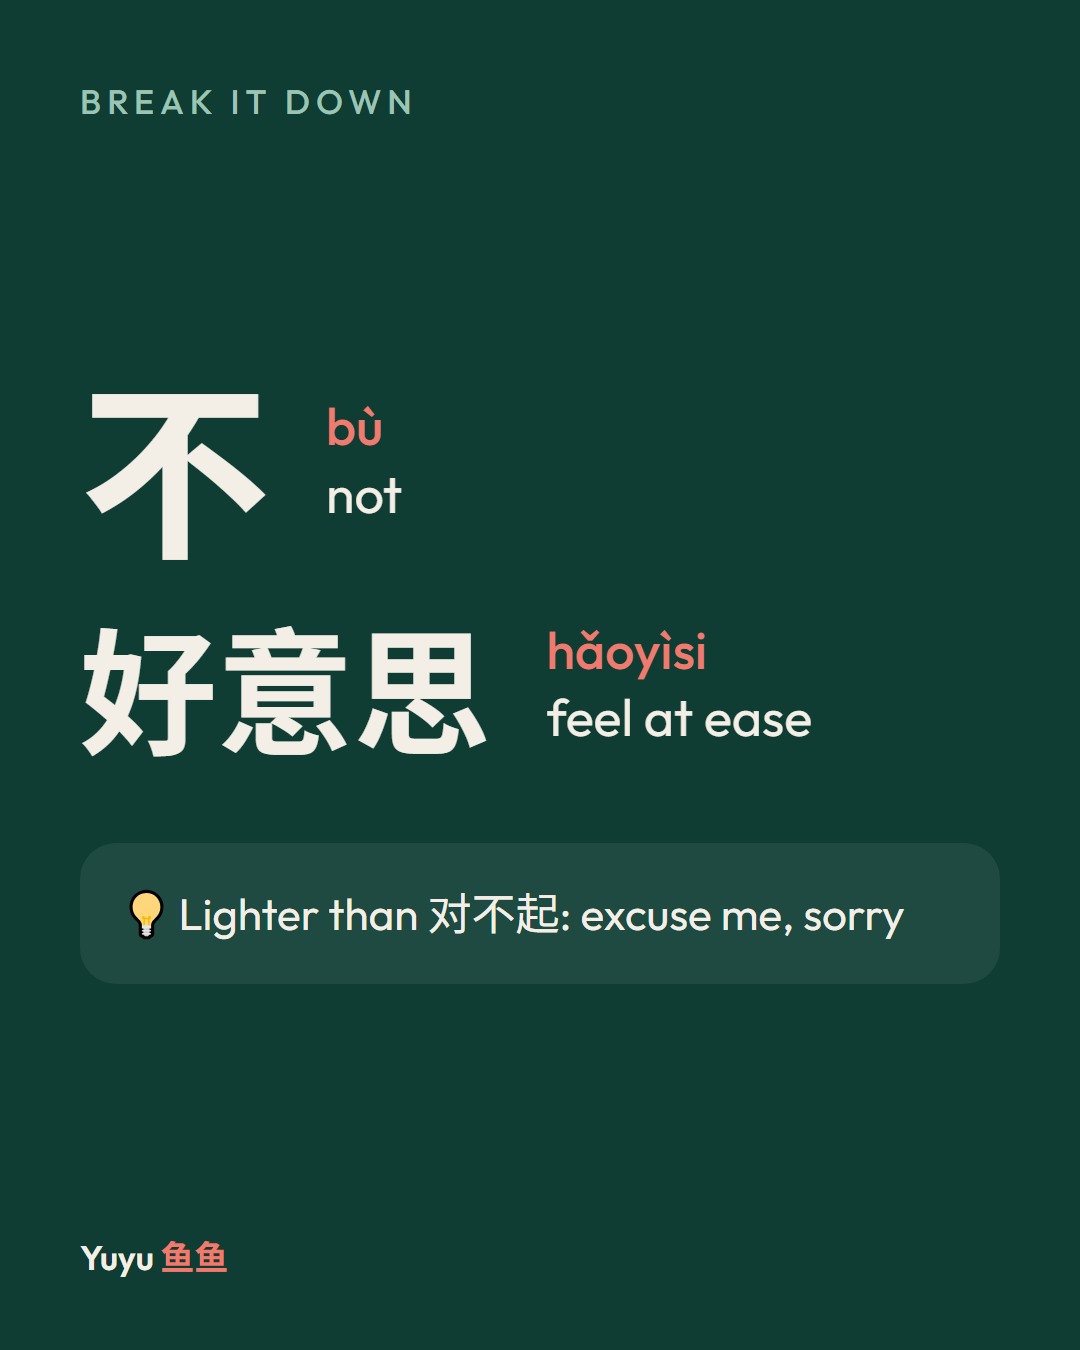 BREAK IT DOWN
不
bù
not
好意思
hǎoyìsi
feel at ease
💡 Lighter than 对不起: excuse me, sorry
Yuyu 鱼鱼